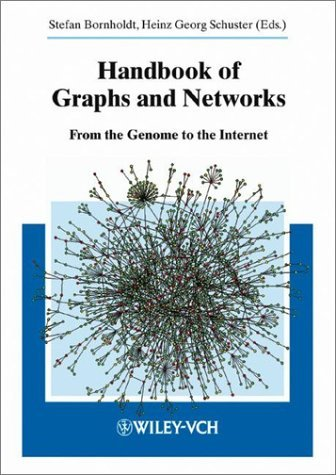 Stefan Bornholdt, Heinz Georg Schuster (Eds.)
Handbook of
Graphs and Networks
From the Genome to the Internet
WILEY-VCH